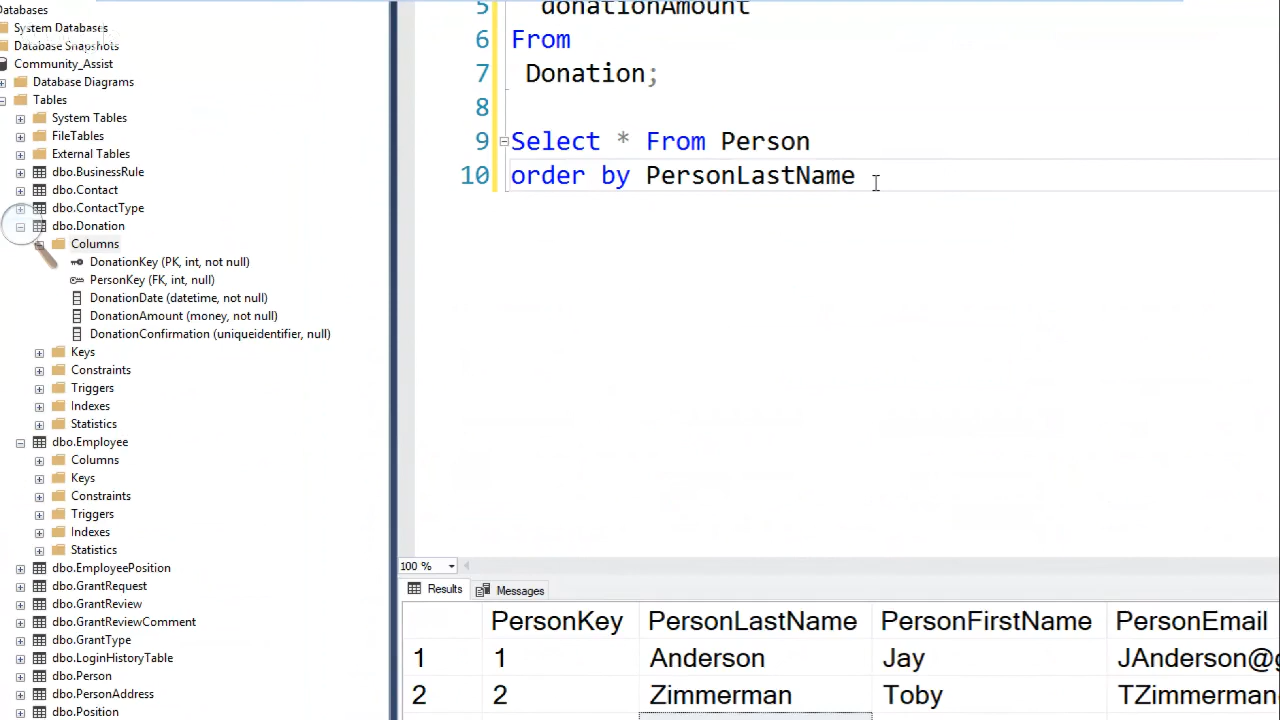 Databases
System Databases
Database Snapshots
Community_Assist
Database Diagrams
Tables
System Tables
FileTables
External Tables
dbo.BusinessRule
dbo.Contact
dbo.ContactType
dbo.Donation
Columns
DonationKey (PK, int, not null)
PersonKey (FK, int, null)
DonationDate (datetime, not null)
DonationAmount (money, not null)
DonationConfirmation (uniqueidentifier, null)
Keys
Constraints
Triggers
Indexes
Statistics
dbo.Employee
Columns
Keys
Constraints
Triggers
Indexes
Statistics
dbo.EmployeePosition
dbo.GrantRequest
dbo.GrantReview
dbo.GrantReviewComment
dbo.GrantType
dbo.LoginHistoryTable
dbo.Person
dbo.PersonAddress
dbo.Position
5 donationAmount
6 From
7 Donation;
8
9 Select * From Person
10 order by PersonLastName
100 %
Results Messages
PersonKey PersonLastName PersonFirstName PersonEmail
1 1 Anderson Jay JAnderson@g
2 2 Zimmerman Toby TZimmerman